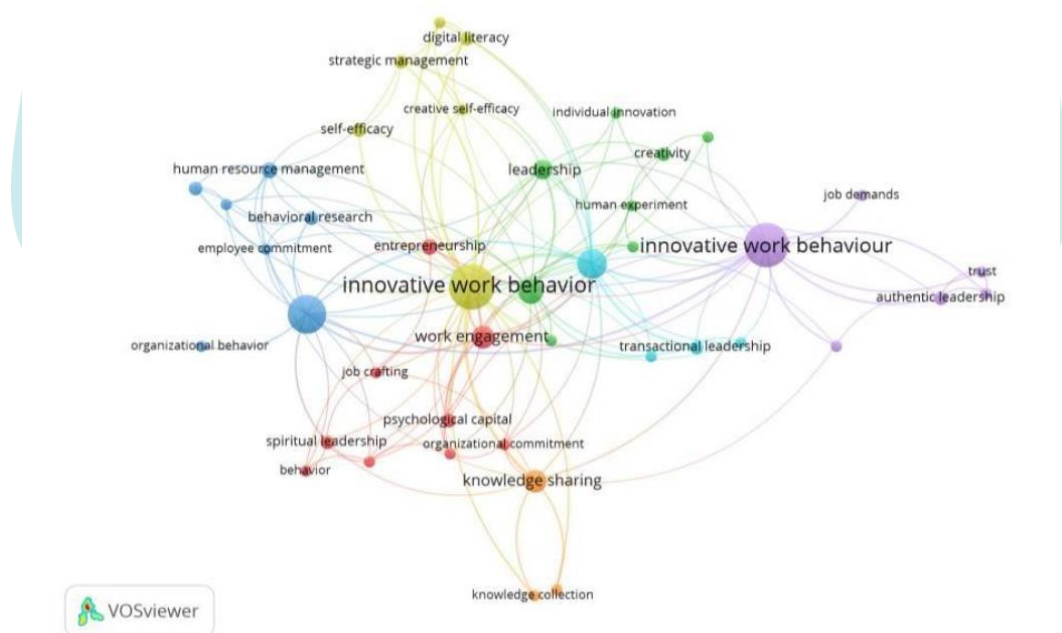 digital literacy
strategic management
creative self-efficacy
individual innovation
self-efficacy
creativity
human resource management
leadership
job demands
human experiment
behavioral research
entrepreneurship
innovative work behaviour
employee commitment
trust
innovative work behavior
authentic leadership
work engagement
organizational behavior
transactional leadership
job crafting
psychological capital
spiritual leadership
organizational commitment
behavior
knowledge sharing
knowledge collection
VOSviewer